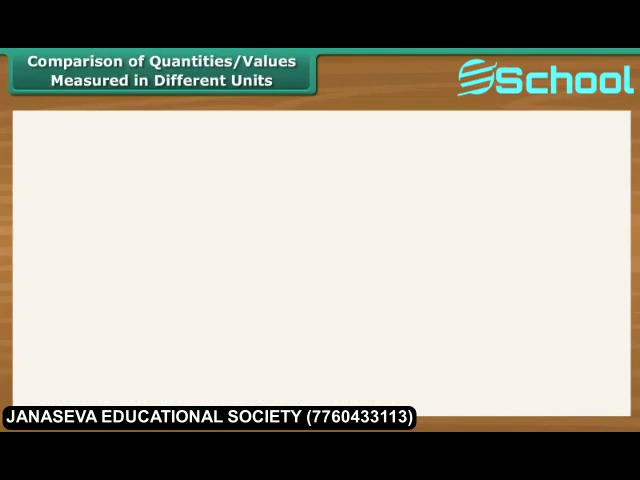 Comparison of Quantities/Values
Measured in Different Units
School
JANASEVA EDUCATIONAL SOCIETY (7760433113)